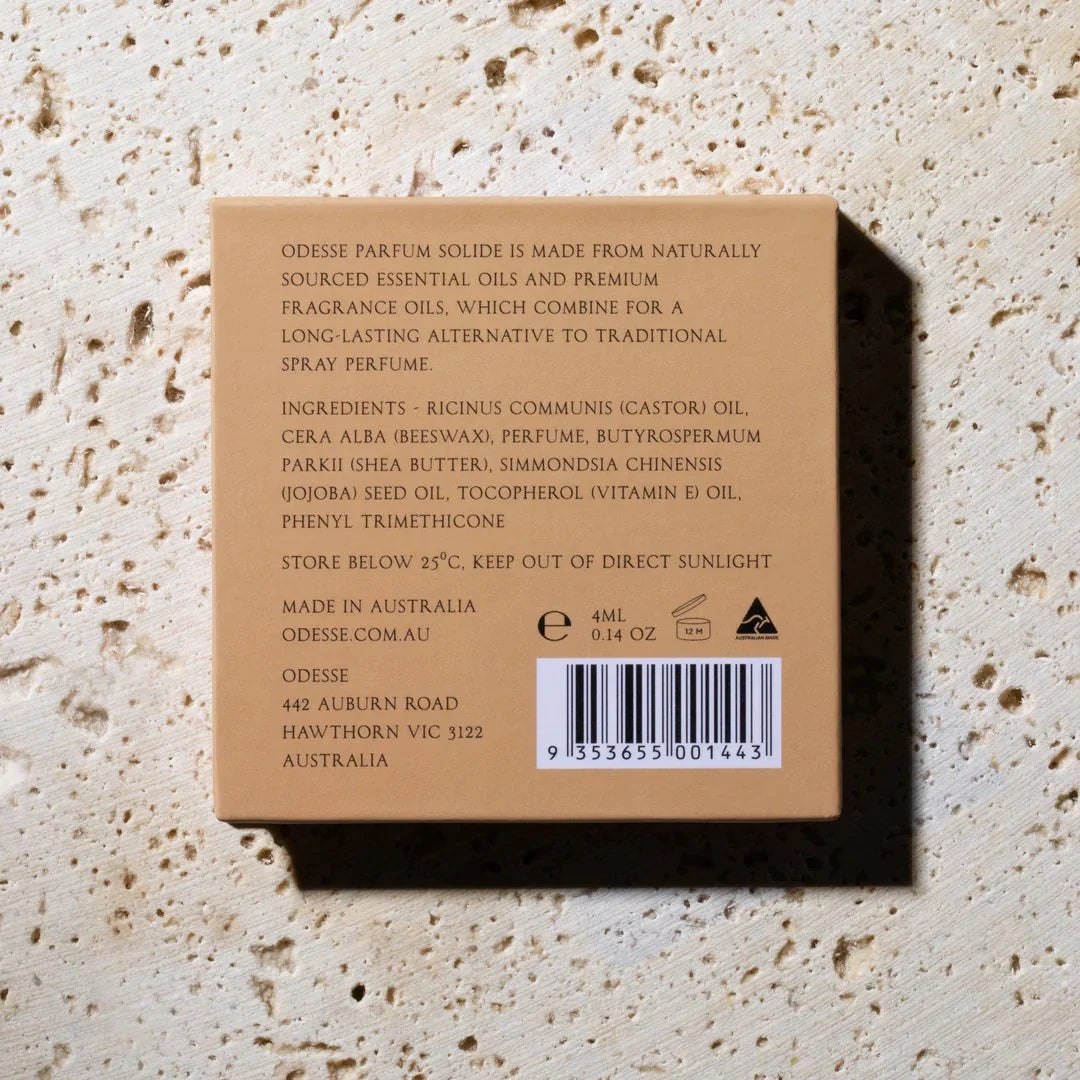 ODESSE PARFUM SOLIDE IS MADE FROM NATURALLY
SOURCED ESSENTIAL OILS AND PREMIUM
FRAGRANCE OILS, WHICH COMBINE FOR A
LONG-LASTING ALTERNATIVE TO TRADITIONAL
SPRAY PERFUME.
INGREDIENTS - RICINUS COMMUNIS (CASTOR) OIL,
CERA ALBA (BEESWAX), PERFUME, BUTYROSPERMUM
PARKII (SHEA BUTTER), SIMMONDSIA CHINENSIS
(JOJOBA) SEED OIL, TOCOPHEROL (VITAMIN E) OIL,
PHENYL TRIMETHICONE
STORE BELOW 25⁰C, KEEP OUT OF DIRECT SUNLIGHT
MADE IN AUSTRALIA
ODESSE.COM.AU
ODESSE
442 AUBURN ROAD
HAWTHORN VIC 3122
AUSTRALIA
℮ 4ML
0.14 OZ
12 M
AUSTRALIAN MADE
9 353655 001443